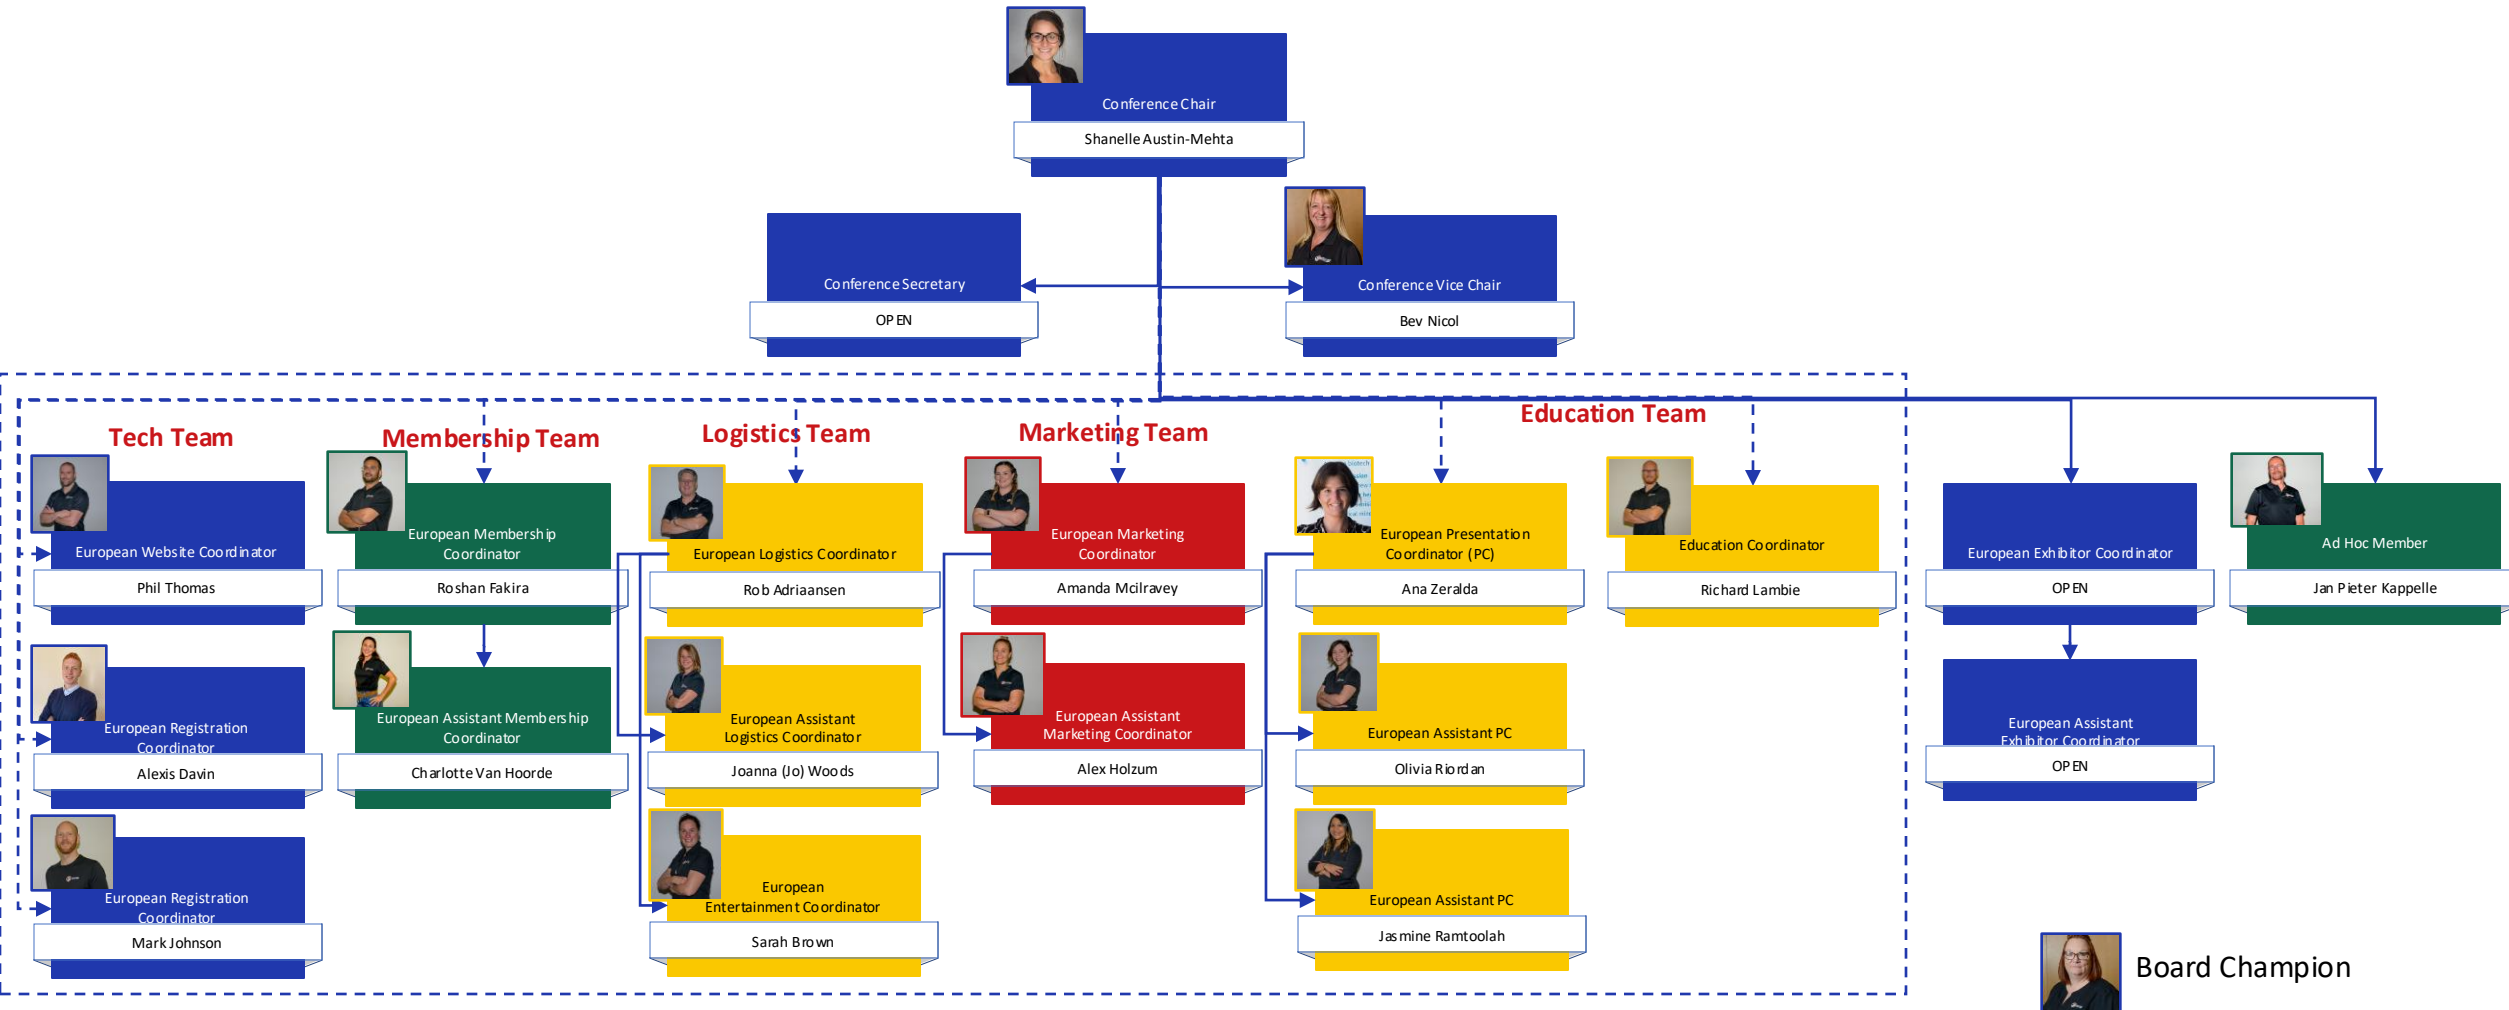 Conference Chair
Shanelle Austin-Mehta
Conference Secretary
OPEN
Conference Vice Chair
Bev Nicol
Tech Team
Membership Team
Logistics Team
Marketing Team
Education Team
European Website Coordinator
Phil Thomas
European Registration
Coordinator
Alexis Davin
European Registration
Coordinator
Mark Johnson
European Membership
Coordinator
Roshan Fakira
European Assistant Membership
Coordinator
Charlotte Van Hoorde
European Logistics Coordinator
Rob Adriaansen
European Assistant
Logistics Coordinator
Joanna (Jo) Woods
European
Entertainment Coordinator
Sarah Brown
European Marketing
Coordinator
Amanda Mcilravey
European Assistant
Marketing Coordinator
Alex Holzum
European Presentation
Coordinator (PC)
Ana Zeralda
European Assistant PC
Olivia Riordan
European Assistant PC
Jasmine Ramtoolah
Education Coordinator
Richard Lambie
European Exhibitor Coordinator
OPEN
European Assistant
Exhibitor Coordinator
OPEN
Ad Hoc Member
Jan Pieter Kappelle
Board Champion